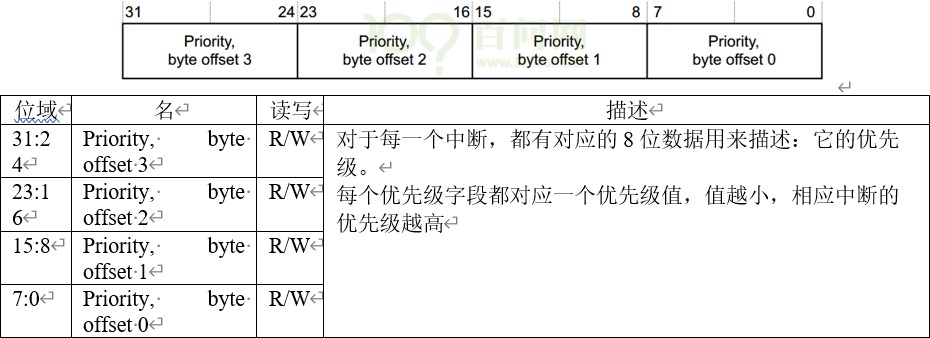 31 24 23 16 15 8 7 0
Priority, Priority, Priority, Priority,
byte offset 3 byte offset 2 byte offset 1 byte offset 0
位域 名 读写 描述
31:2
4
Priority, byte
offset 3
R/W
对于每一个中断，都有对应的 8 位数据用来描述：它的优先
级。
每个优先级字段都对应一个优先级值，值越小，相应中断的
优先级越高
23:1
6
Priority, byte
offset 2
R/W
15:8
Priority, byte
offset 1
R/W
7:0
Priority, byte
offset 0
R/W